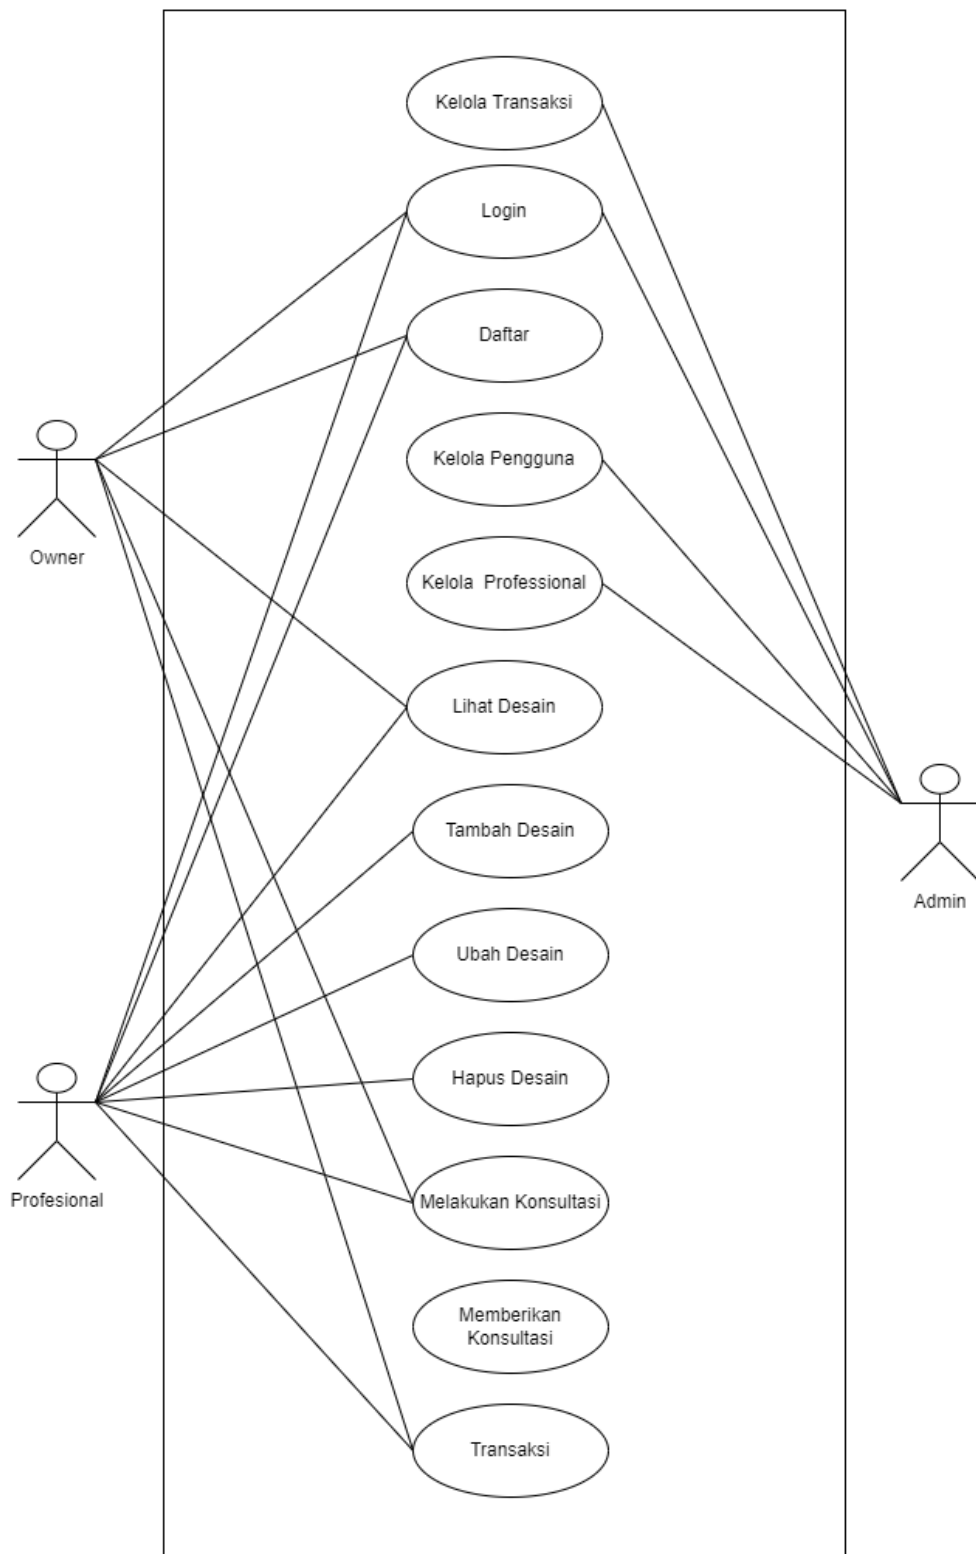 Kelola Transaksi
Login
Daftar
Kelola Pengguna
Owner
Kelola  Professional
Lihat Desain
Tambah Desain
Admin
Ubah Desain
Hapus Desain
Profesional
Melakukan Konsultasi
Memberikan
Konsultasi
Transaksi